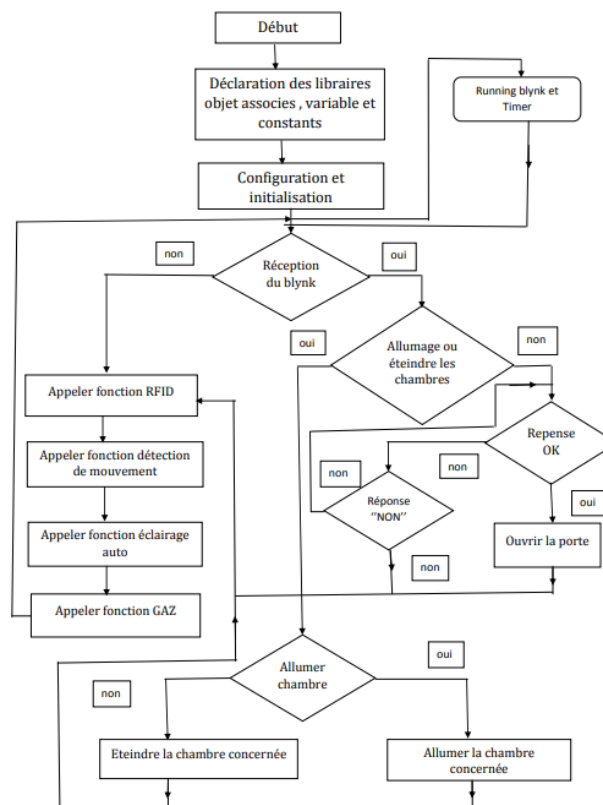 Début
Déclaration des libraires
objet associes , variable et
constants
Running blynk et
Timer
Configuration et
initialisation
non
Réception
du blynk
oui
oui
Allumage ou
éteindre les
chambres
non
Appeler fonction RFID
Repense
OK
Appeler fonction détection
de mouvement
non
non
Réponse
"NON"
oui
Appeler fonction éclairage
auto
Ouvrir la porte
non
Appeler fonction GAZ
Allumer
chambre
oui
non
Eteindre la chambre concernée
Allumer la chambre
concernée